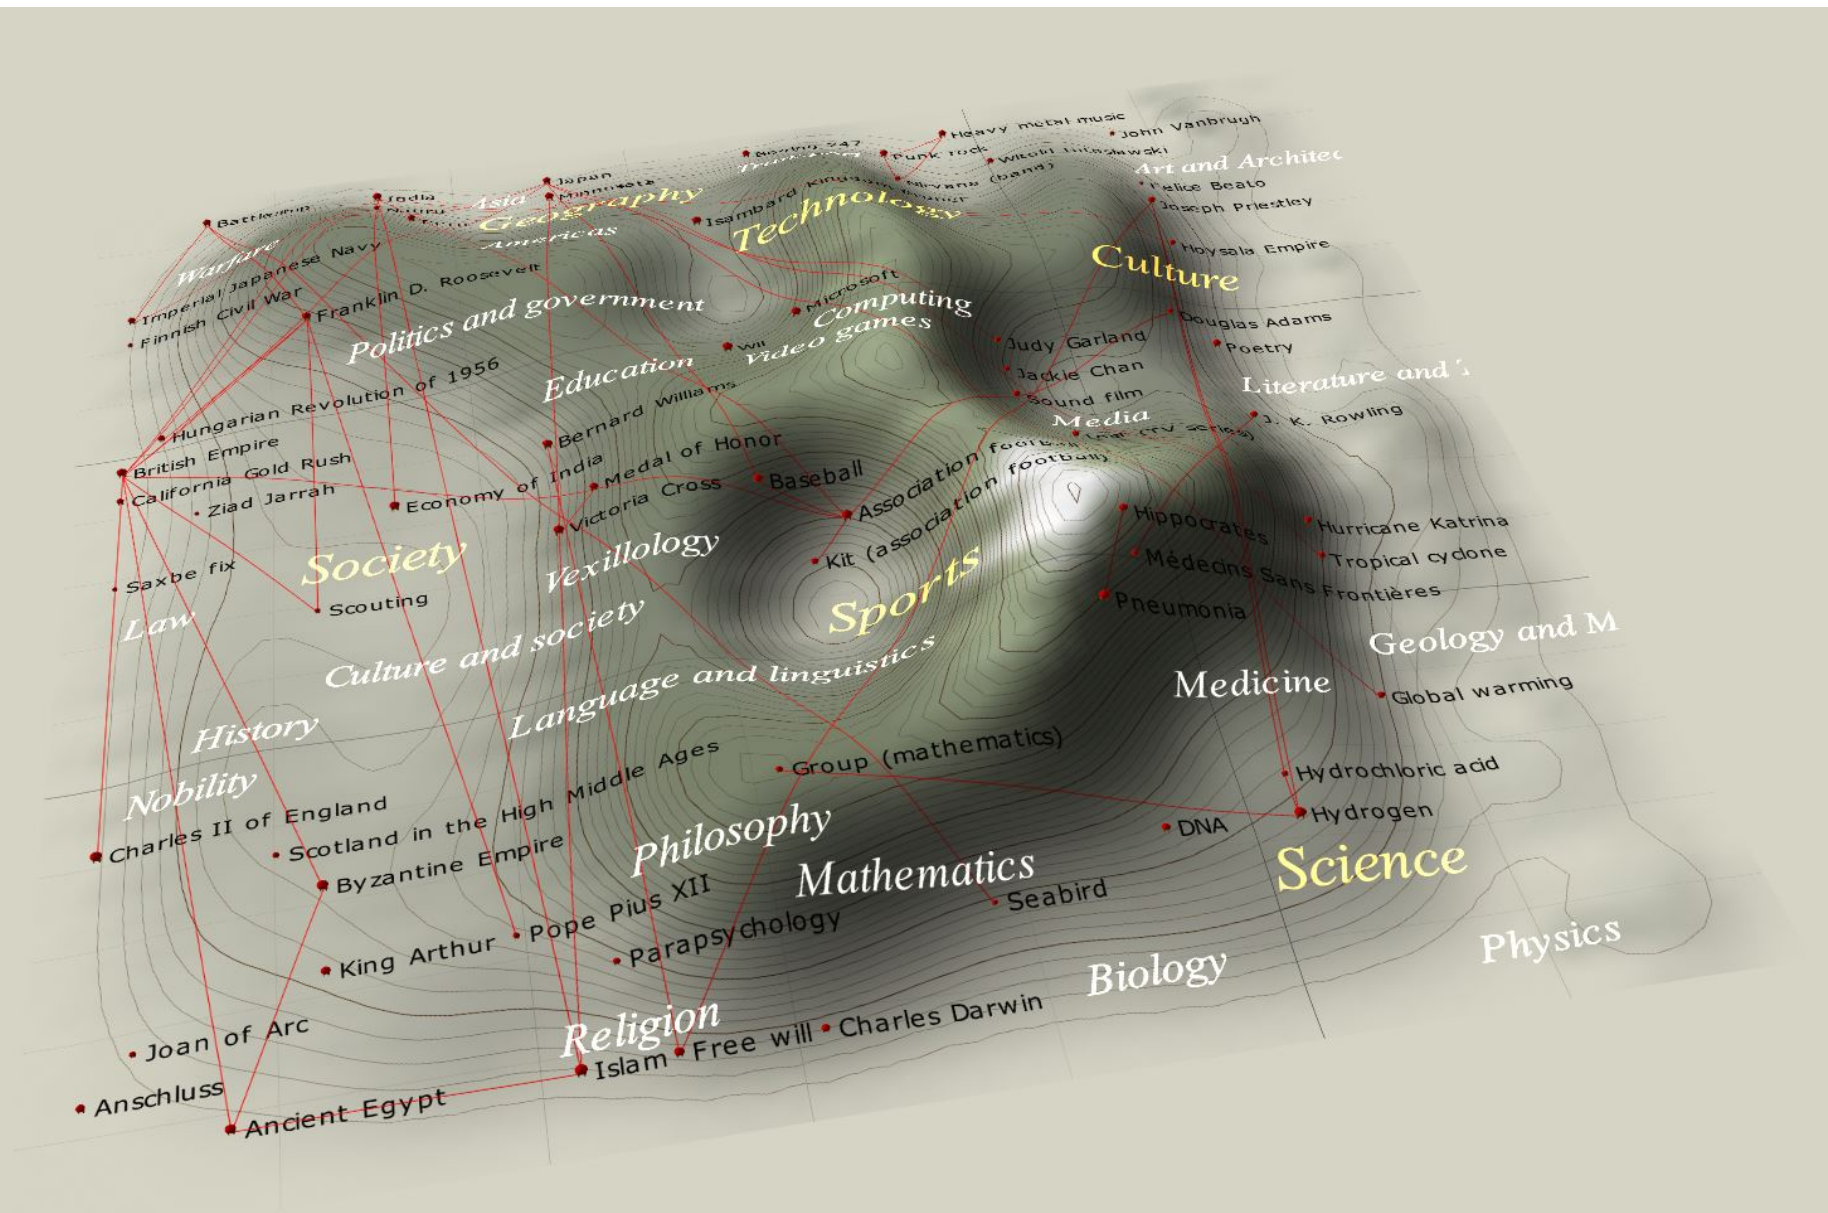 Heavy metal music
John Vanbrugh
Punk rock
Art and Architec
Nirvana (band)
Japan
Minnesota
Felice Beato
India
Asia
Joseph Priestley
Geography
Technology
Isambard Kingdom
Americas
Warfare
Hoysala Empire
Culture
Imperial Japanese Navy
Finnish Civil War
Franklin D. Roosevelt
Politics and government
Microsoft
Computing
Video games
Wii
Douglas Adams
Judy Garland
Poetry
Education
Jackie Chan
Literature and T
Sound film
Media
J. K. Rowling
Hungarian Revolution of 1956
Bernard Williams
British Empire
California Gold Rush
Ziad Jarrah
Economy of India
Medal of Honor
Victoria Cross
Baseball
Association football
Kit (association football)
Hippocrates
Hurricane Katrina
Tropical cyclone
Médecins Sans Frontières
Pneumonia
Society
Vexillology
Sports
Saxbe fix
Scouting
Law
Culture and society
Language and linguistics
Geology and M
Medicine
Global warming
History
Nobility
Group (mathematics)
Hydrochloric acid
Hydrogen
DNA
Charles II of England
Scotland in the High Middle Ages
Byzantine Empire
Philosophy
Mathematics
Science
Seabird
King Arthur
Pope Pius XII
Parapsychology
Physics
Biology
Religion
Joan of Arc
Islam
Free will
Charles Darwin
Anschluss
Ancient Egypt